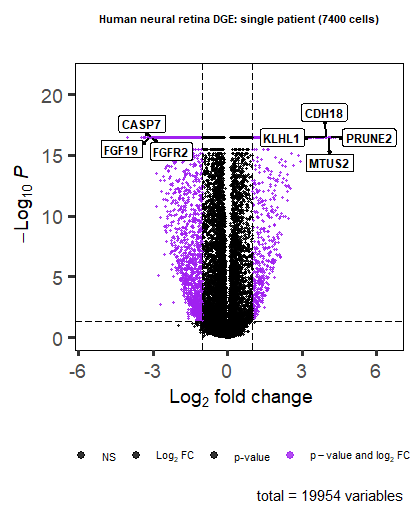 Human neural retina DGE: single patient (7400 cells)
20
15
10
5
0
−Log10 P
CASP7
FGF19
FGFR2
CDH18
KLHL1
PRUNE2
MTUS2
-6
-3
0
3
6
Log2 fold change
NS
Log2 FC
p-value
p − value and log2 FC
total = 19954 variables